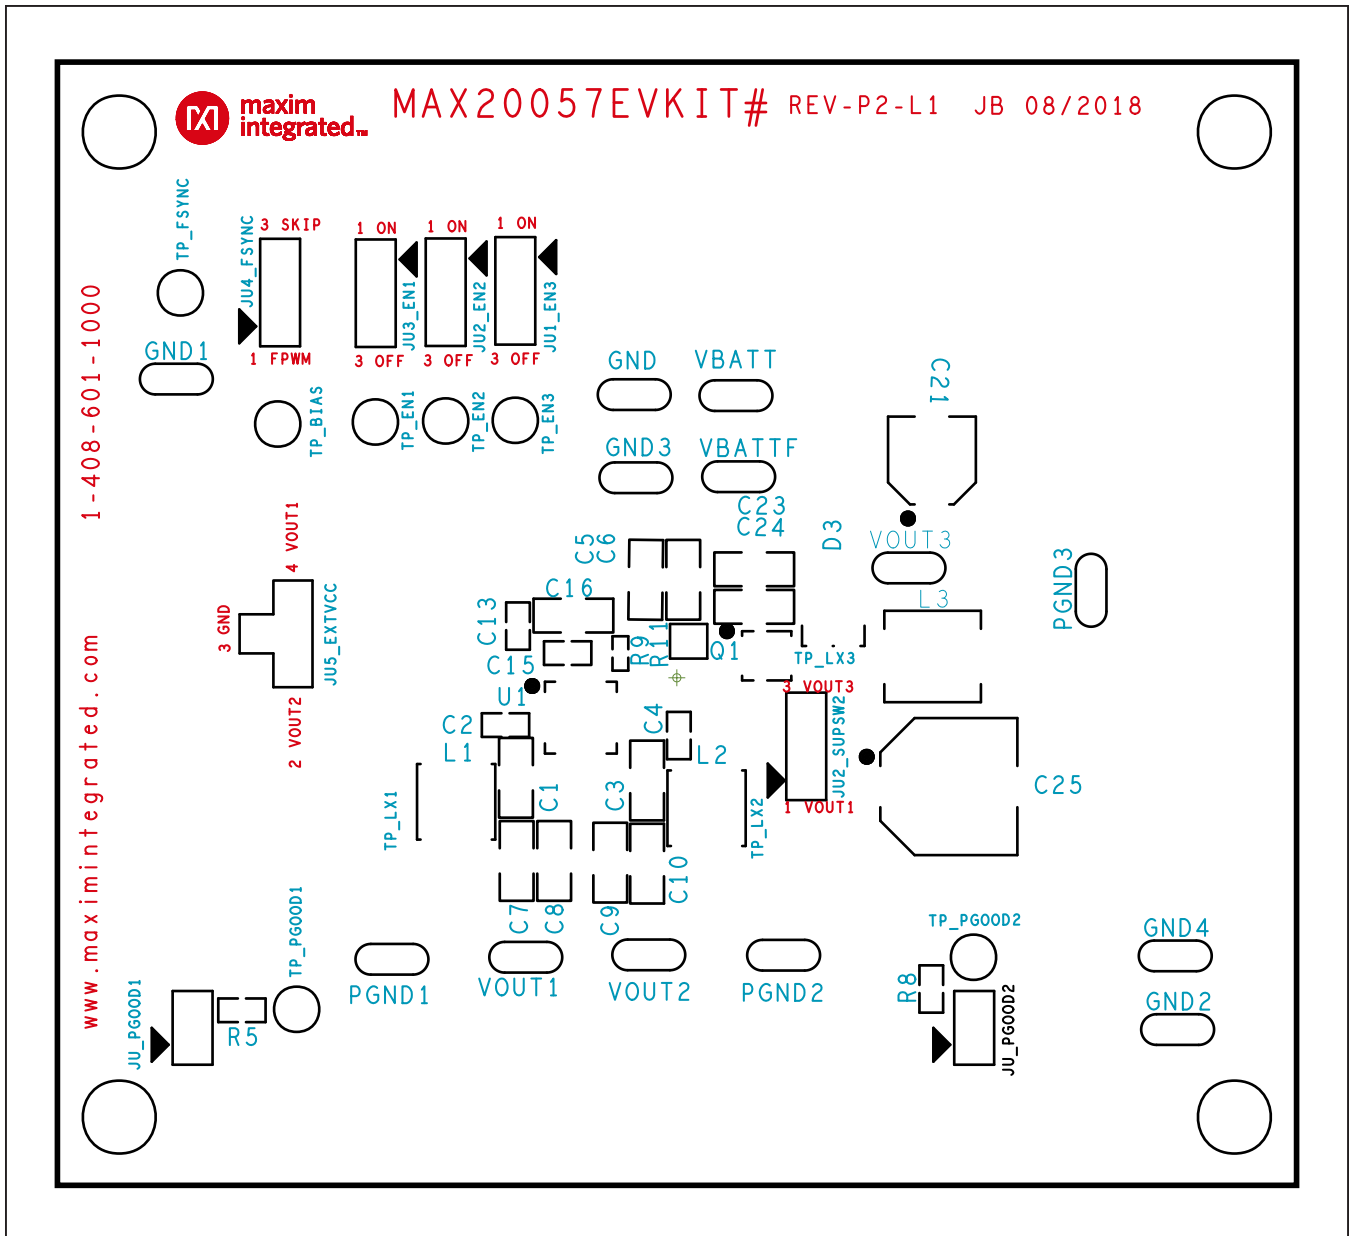 maxim
integrated™
MAX20057EVKIT# REV-P2-L1 JB 08/2018
TP_FSYNC
JU4_FSYNC
3 SKIP
1 ON
1 ON
1 ON
JU3_EN1
JU2_EN2
JU1_EN3
GND1
1 FPWM
3 OFF
3 OFF
3 OFF
1-408-601-1000
TP_BIAS
TP_EN1
TP_EN2
TP_EN3
GND
VBATT
C21
GND3
VBATTF
C23
C24
D3
VOUT3
4 VOUT1
C5
C6
C16
PGND3
L3
3 GND
JU5_EXTVCC
C13
R9
R11
Q1
C15
TP_LX3
U1
3 VOUT3
2 VOUT2
C2
C4
JU2_SUPSW2
L1
L2
C25
TP_LX1
C1
C3
TP_LX2
1 VOUT1
www.maximintegrated.com
C10
C7
C8
C9
TP_PGOOD1
TP_PGOOD2
GND4
PGND1
VOUT1
VOUT2
PGND2
R8
GND2
JU_PGOOD1
R5
JU_PGOOD2